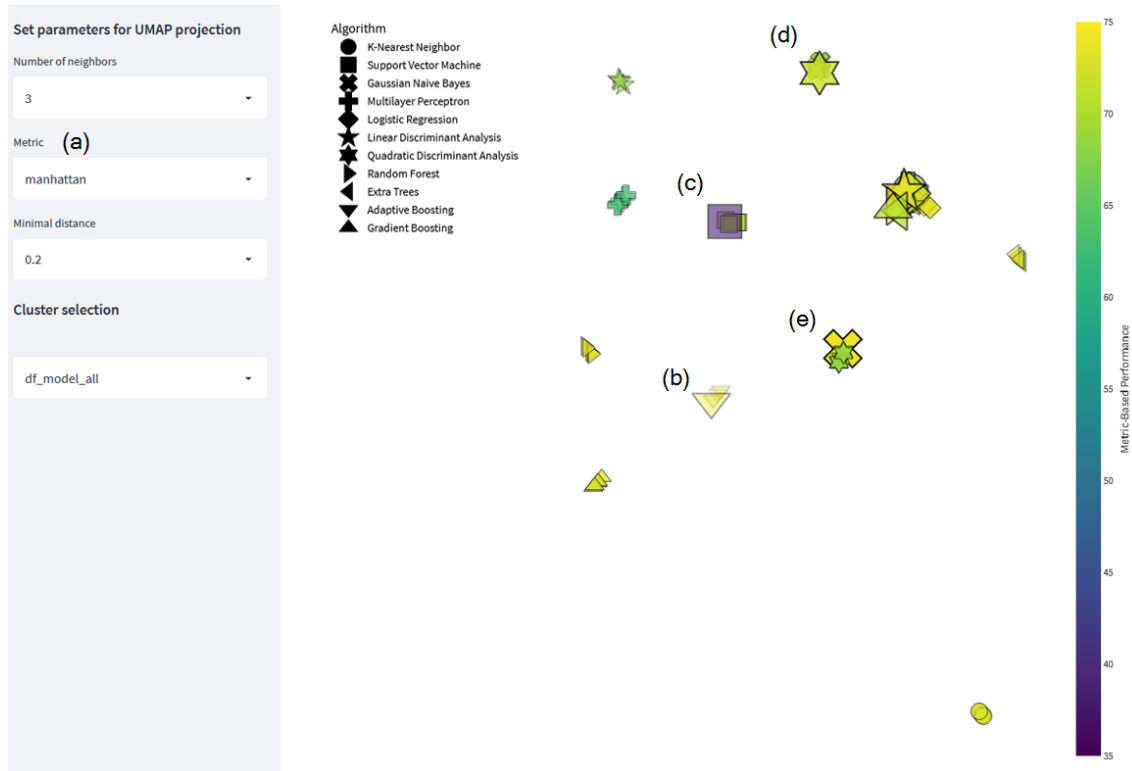 Set parameters for UMAP projection
Number of neighbors
3
Metric (a)
manhattan
Minimal distance
0.2
Cluster selection
df_model_all
Algorithm
K-Nearest Neighbor
Support Vector Machine
Gaussian Naive Bayes
Multilayer Perceptron
Logistic Regression
Linear Discriminant Analysis
Quadratic Discriminant Analysis
Random Forest
Extra Trees
Adaptive Boosting
Gradient Boosting
(d)
(c)
(e)
(b)
75
70
65
60
55
50
45
40
35
Metric-Based Performance